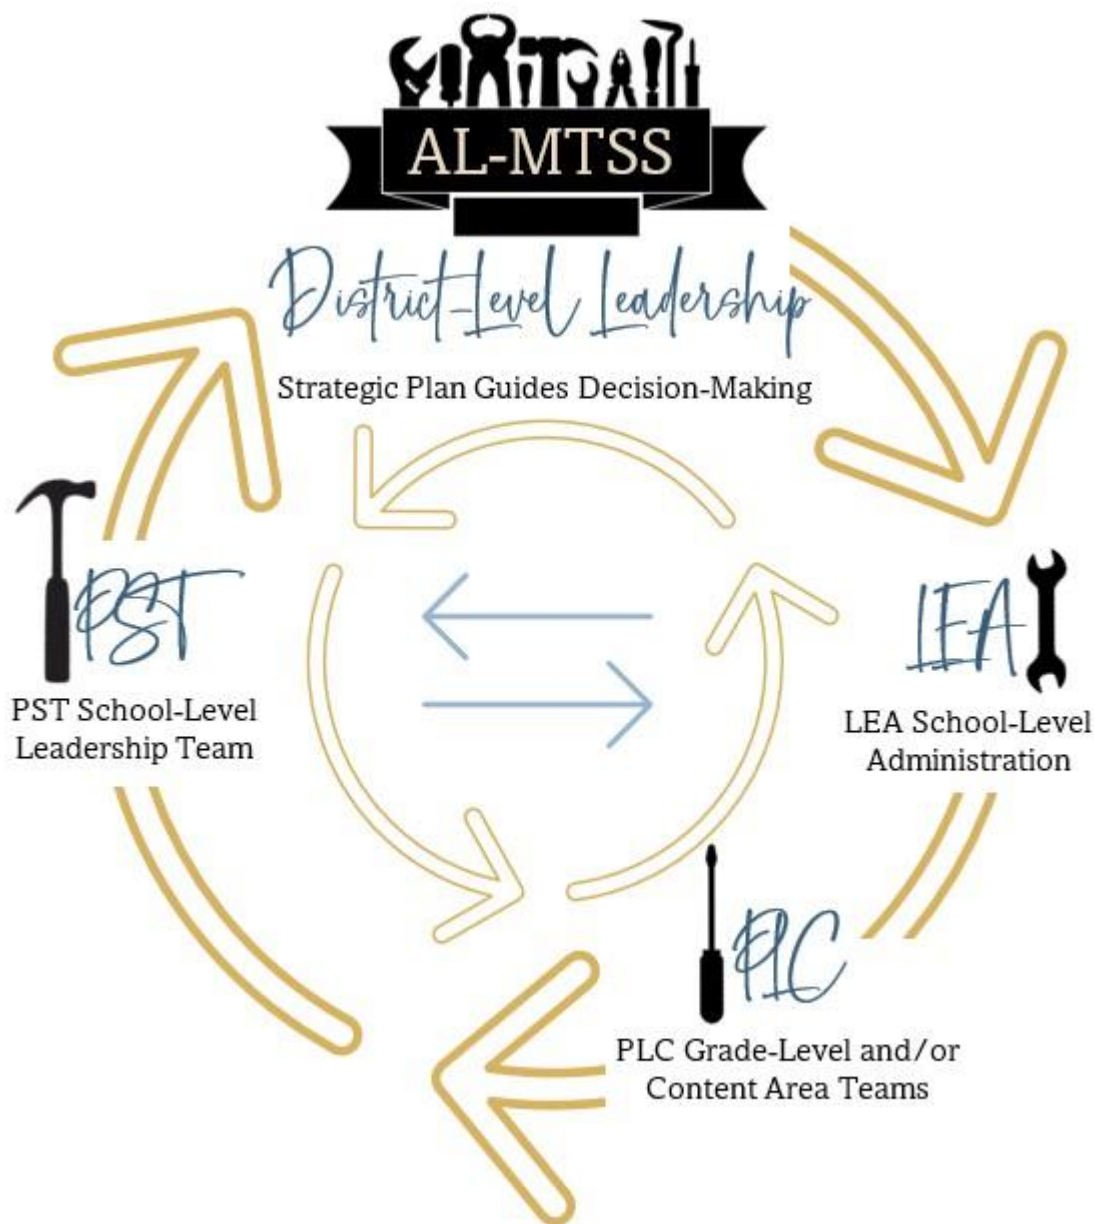 AL-MTSS
District-Level Leadership
Strategic Plan Guides Decision-Making
PST
PST School-Level
Leadership Team
LEA
LEA School-Level
Administration
PLC
PLC Grade-Level and/or
Content Area Teams